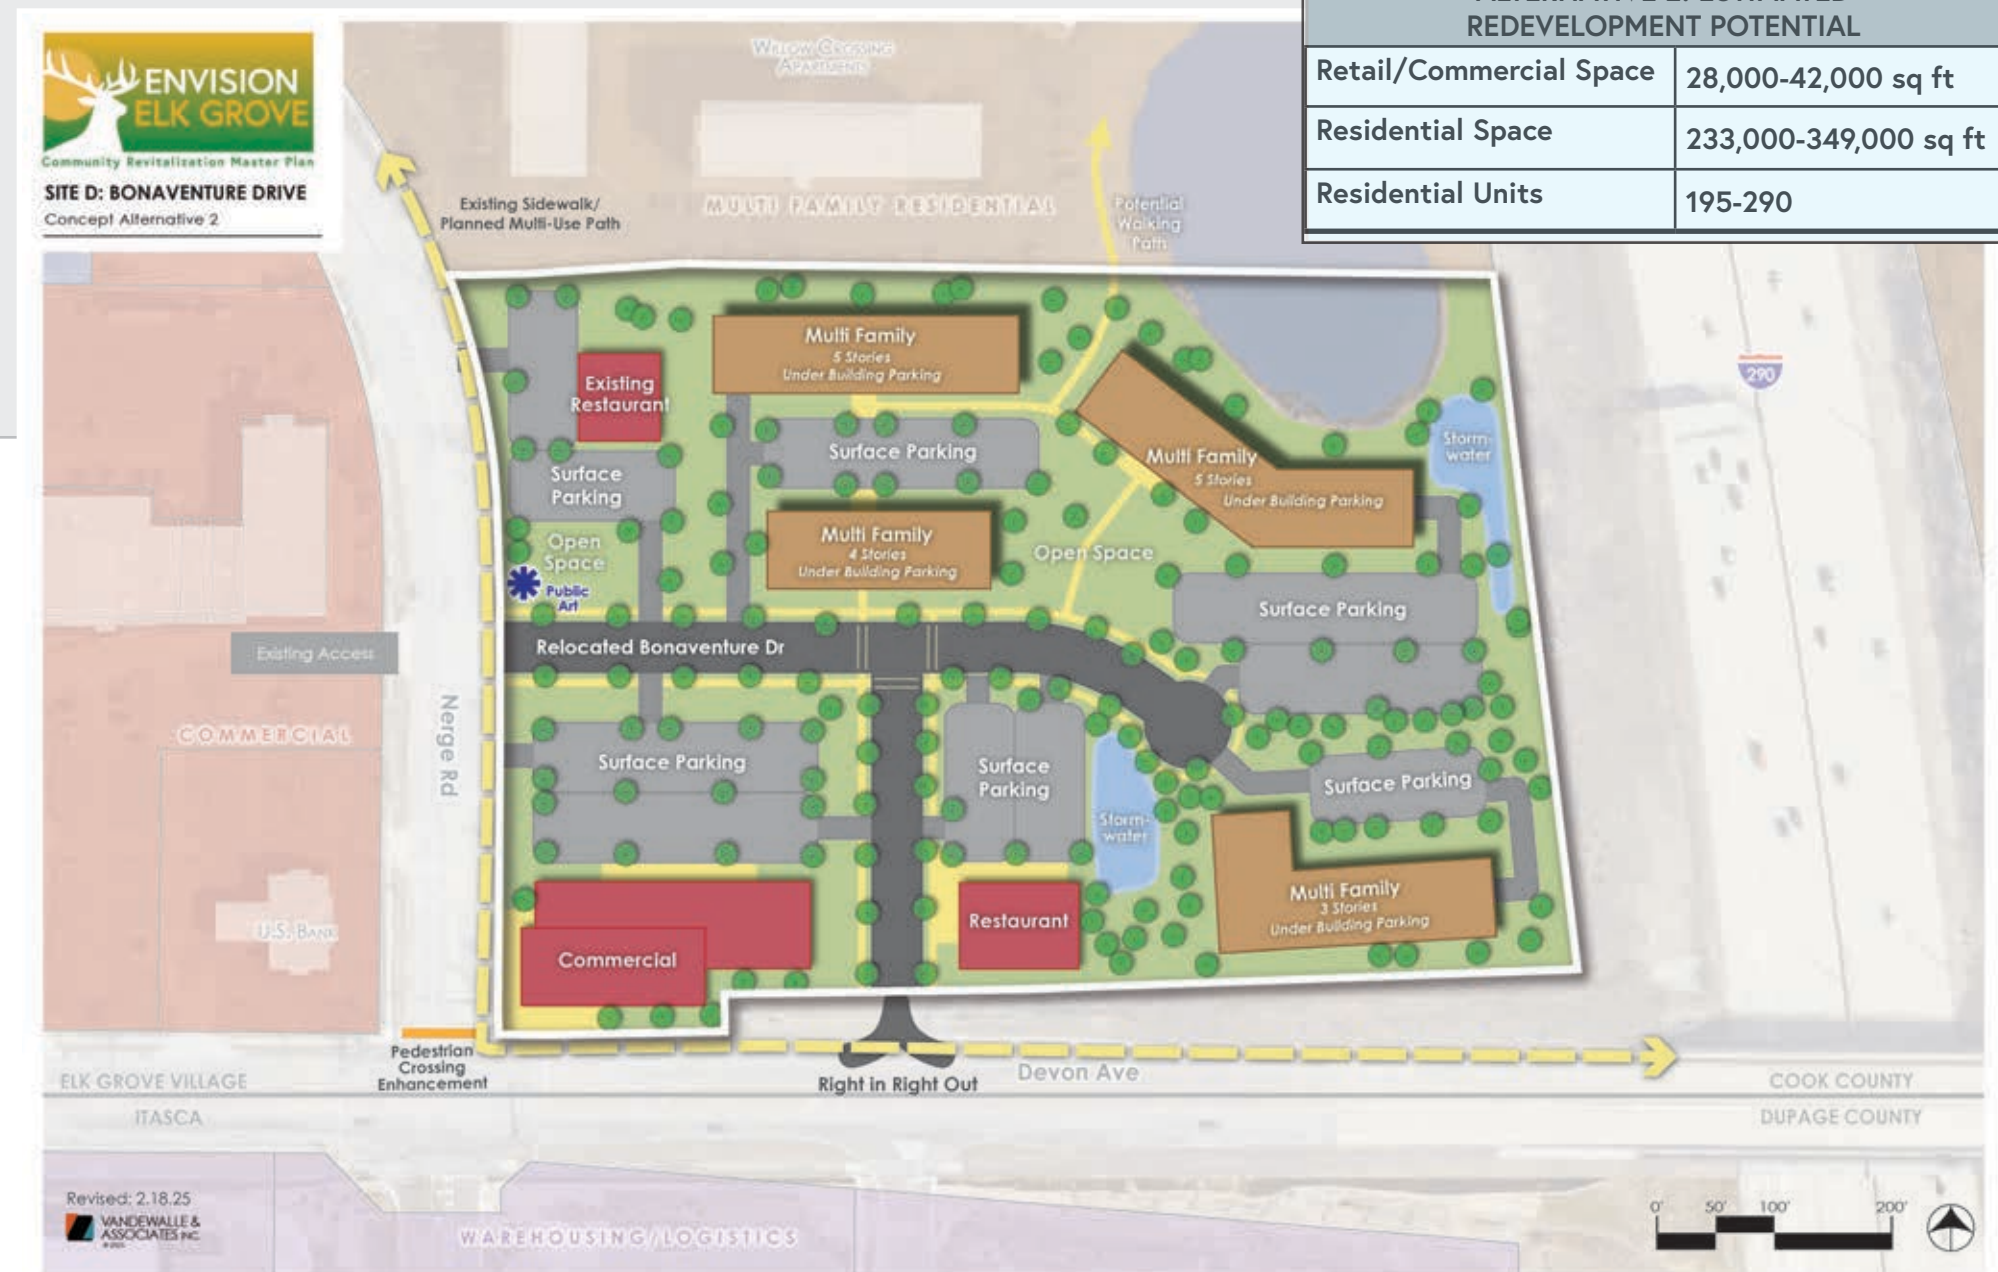 REDEVELOPMENT POTENTIAL
Retail/Commercial Space 28,000-42,000 sq ft
Residential Space 233,000-349,000 sq ft
Residential Units 195-290
ENVISION
ELK GROVE
Community Revitalization Master Plan
SITE D: BONAVENTURE DRIVE
Concept Alternative 2
WILLOW CROSSING
APARTMENTS
Existing Sidewalk/
Planned Multi-Use Path
MULTI FAMILY RESIDENTIAL
Potential
Walking
Path
290
Multi Family
5 Stories
Under Building Parking
Existing
Restaurant
Surface Parking
Multi Family
5 Stories
Under Building Parking
Storm-
water
Surface
Parking
Multi Family
4 Stories
Under Building Parking
Open
Space
Public
Art
Open Space
Surface Parking
Existing Access
Relocated Bonaventure Dr
COMMERCIAL
Nerge Rd
Surface Parking
Surface
Parking
Storm-
water
Surface Parking
U.S. BANK
Commercial
Restaurant
Multi Family
3 Stories
Under Building Parking
Pedestrian
Crossing
Enhancement
Right in Right Out
Devon Ave
ELK GROVE VILLAGE
COOK COUNTY
ITASCA
DUPAGE COUNTY
Revised: 2.18.25
VANDEWALLE &
ASSOCIATES INC.
WAREHOUSING/LOGISTICS
0' 50' 100' 200'